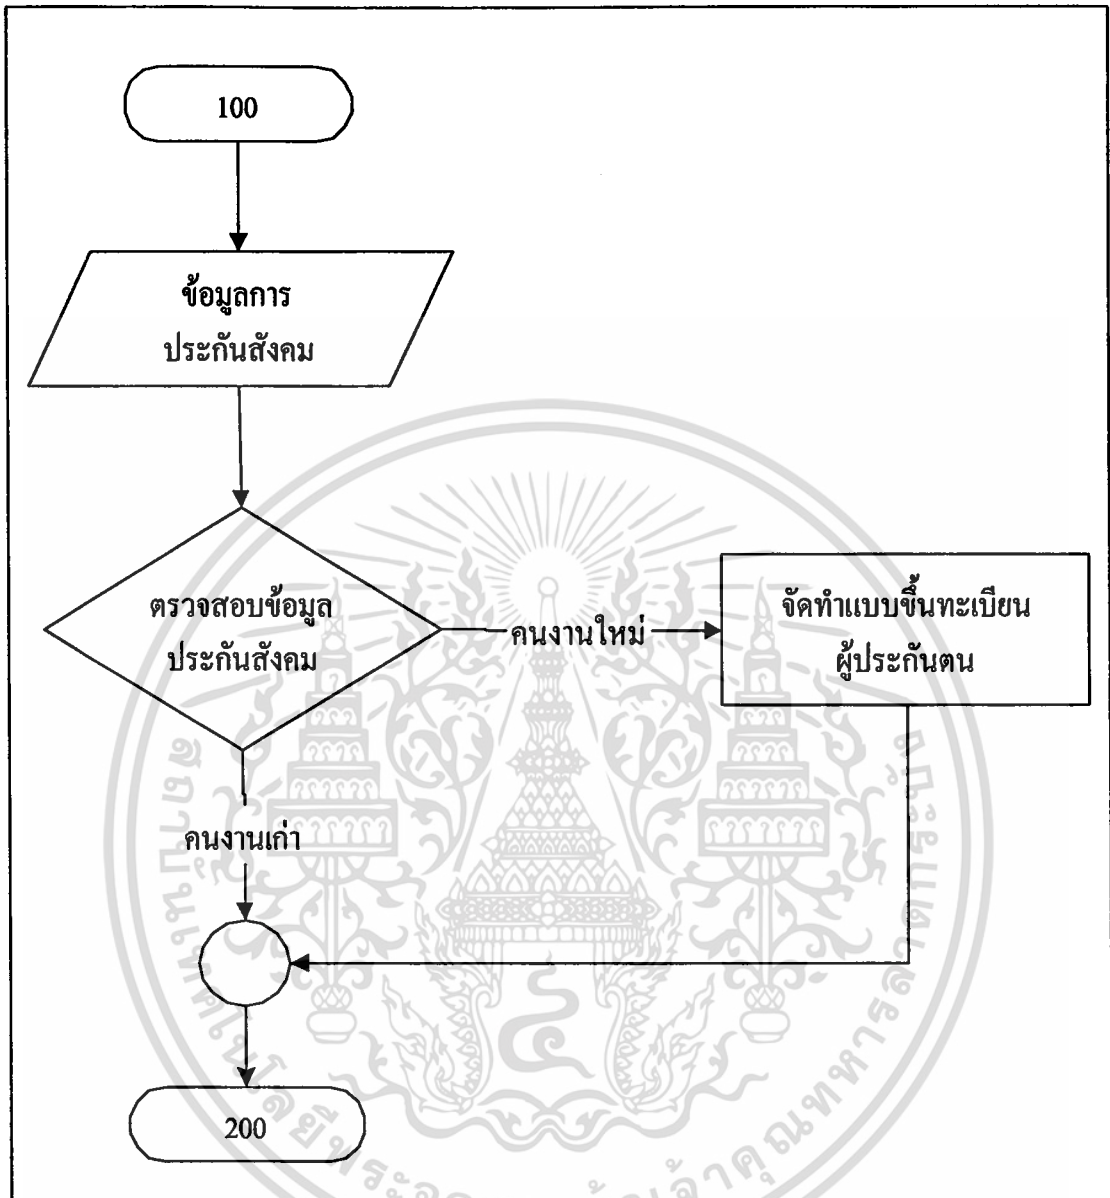 100
ข้อมูลการ
ประกันสังคม
ตรวจสอบข้อมูล
ประกันสังคม
คนงานใหม่
จัดทำแบบขึ้นทะเบียน
ผู้ประกันตน
คนงานเก่า
200